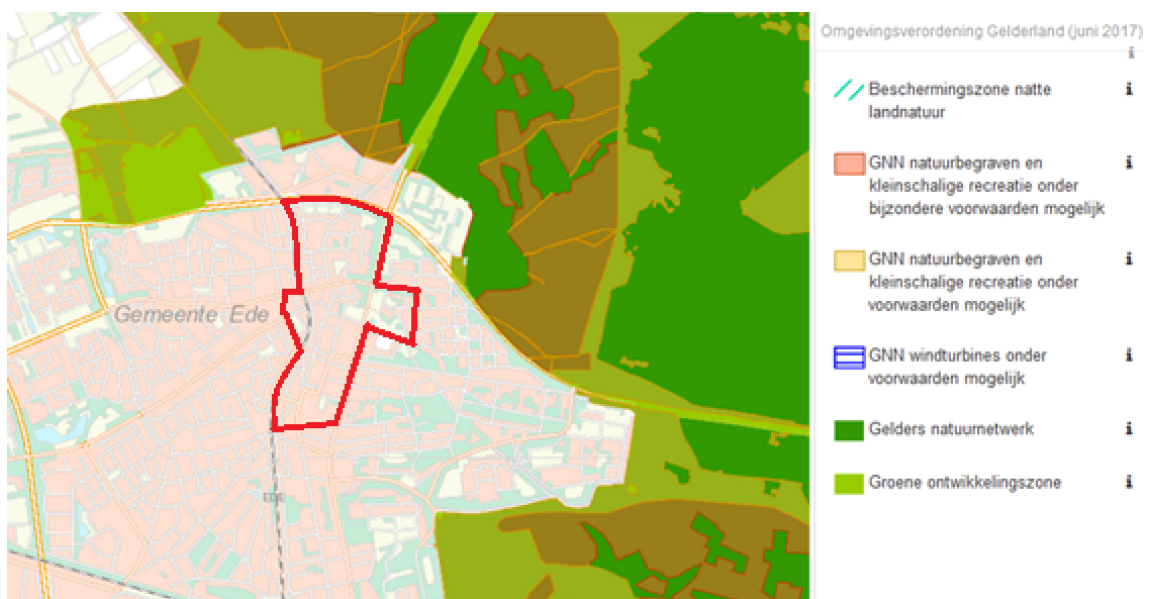 Omgevingsverordening Gelderland (juni 2017)
i
Beschermingszone natte
landnatuur
i
GNN natuurbegraven en
kleinschalige recreatie onder
bijzondere voorwaarden mogelijk
i
GNN natuurbegraven en
kleinschalige recreatie onder
voorwaarden mogelijk
i
GNN windturbines onder
voorwaarden mogelijk
i
Gelders natuurnetwerk
i
Groene ontwikkelingszone
i
Gemeente Ede
EDE